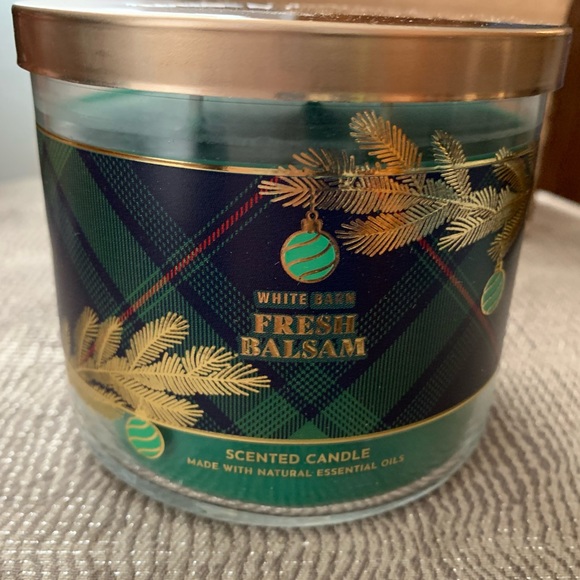 WHITE BARN
FRESH
BALSAM
SCENTED CANDLE
MADE WITH NATURAL ESSENTIAL OILS